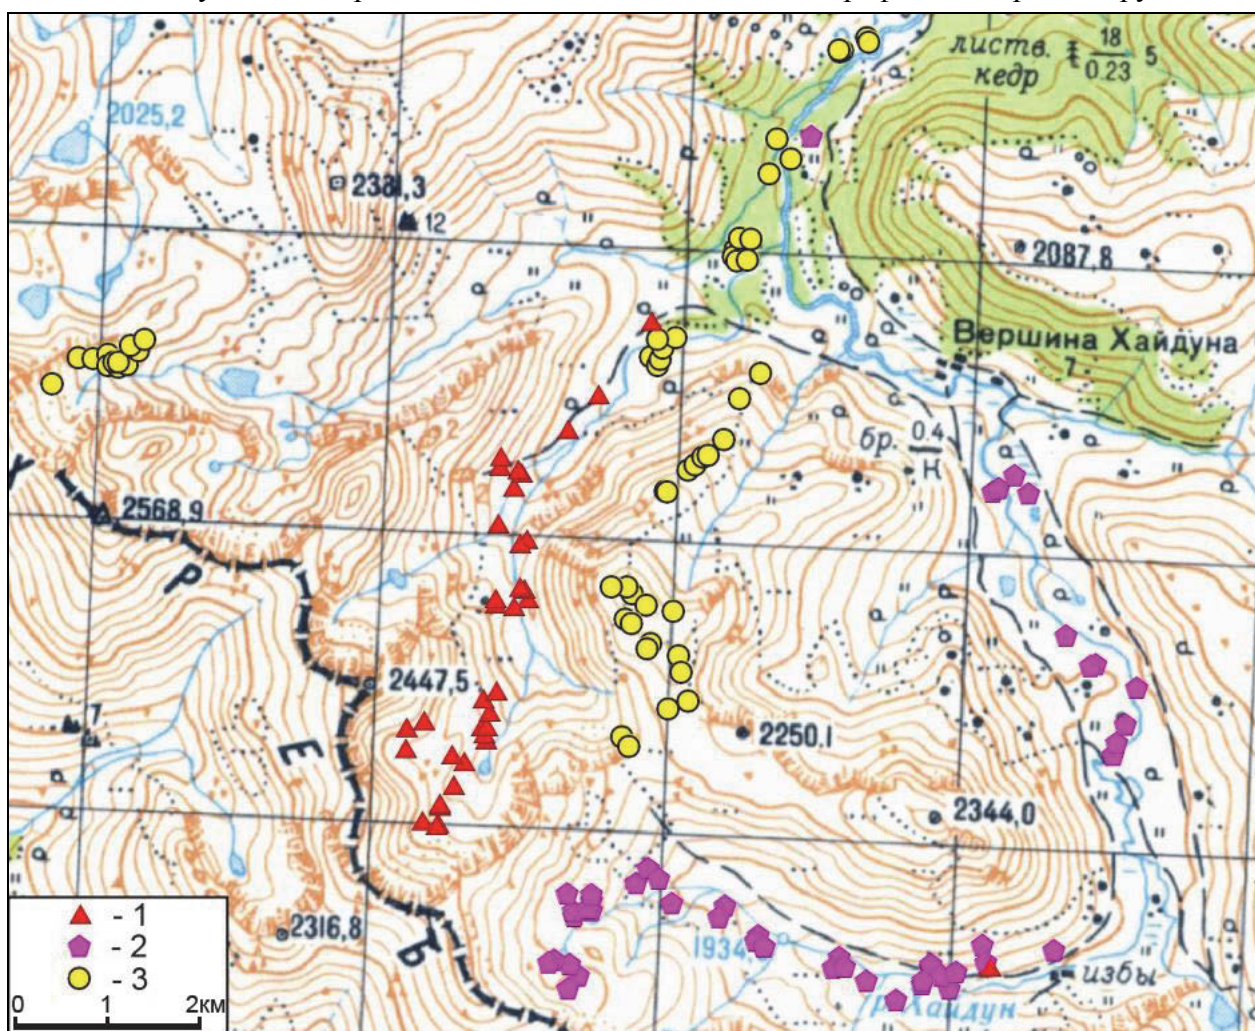 листв. 18 5
кедр 0.23
2025,2
2381,3
12
2087,8
Вершина Хайдуна
7
бр. 0.4
Н
У
2568,9
Р
2447,5
7
Е
2250.1
2344,0
- 1
- 2
- 3
0 1 2км
2316,8
Б
1934
избы
р. Хайдун